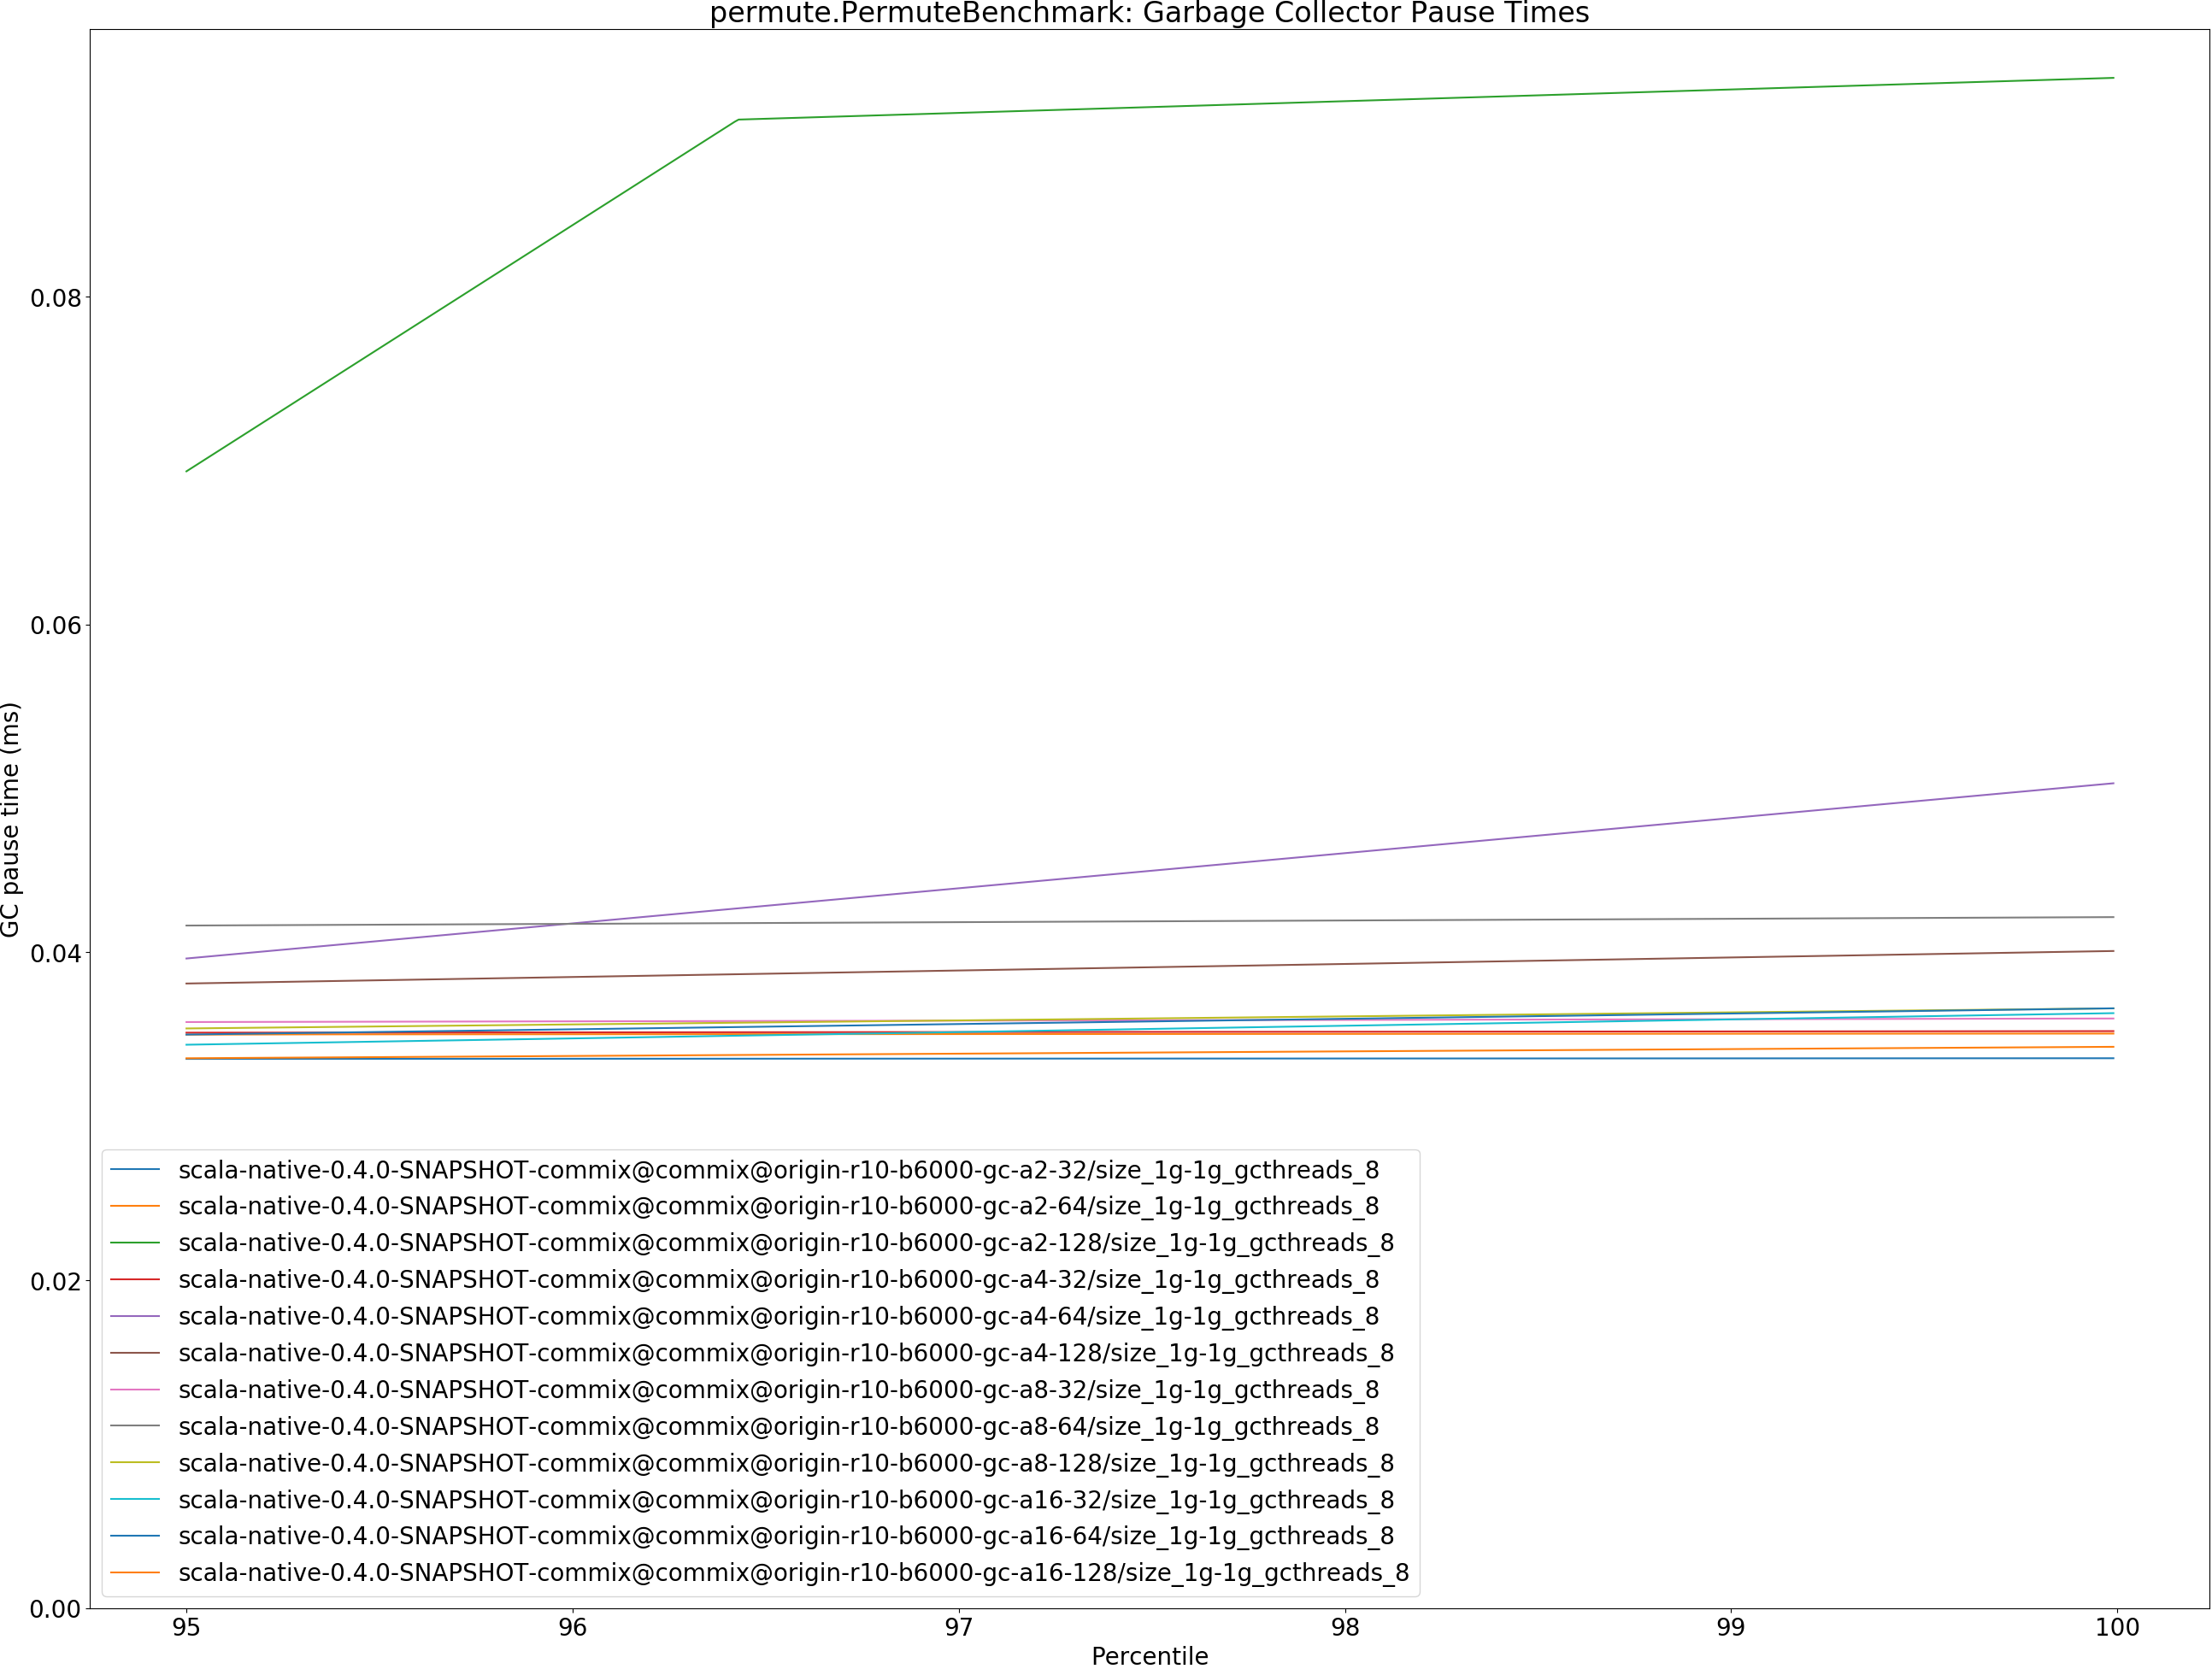 permute.PermuteBenchmark: Garbage Collector Pause Times
GC pause time (ms)
0.08
0.06
0.04
0.02
0.00
scala-native-0.4.0-SNAPSHOT-commix@commix@origin-r10-b6000-gc-a2-32/size_1g-1g_gcthreads_8
scala-native-0.4.0-SNAPSHOT-commix@commix@origin-r10-b6000-gc-a2-64/size_1g-1g_gcthreads_8
scala-native-0.4.0-SNAPSHOT-commix@commix@origin-r10-b6000-gc-a2-128/size_1g-1g_gcthreads_8
scala-native-0.4.0-SNAPSHOT-commix@commix@origin-r10-b6000-gc-a4-32/size_1g-1g_gcthreads_8
scala-native-0.4.0-SNAPSHOT-commix@commix@origin-r10-b6000-gc-a4-64/size_1g-1g_gcthreads_8
scala-native-0.4.0-SNAPSHOT-commix@commix@origin-r10-b6000-gc-a4-128/size_1g-1g_gcthreads_8
scala-native-0.4.0-SNAPSHOT-commix@commix@origin-r10-b6000-gc-a8-32/size_1g-1g_gcthreads_8
scala-native-0.4.0-SNAPSHOT-commix@commix@origin-r10-b6000-gc-a8-64/size_1g-1g_gcthreads_8
scala-native-0.4.0-SNAPSHOT-commix@commix@origin-r10-b6000-gc-a8-128/size_1g-1g_gcthreads_8
scala-native-0.4.0-SNAPSHOT-commix@commix@origin-r10-b6000-gc-a16-32/size_1g-1g_gcthreads_8
scala-native-0.4.0-SNAPSHOT-commix@commix@origin-r10-b6000-gc-a16-64/size_1g-1g_gcthreads_8
scala-native-0.4.0-SNAPSHOT-commix@commix@origin-r10-b6000-gc-a16-128/size_1g-1g_gcthreads_8
95 96 97 98 99 100
Percentile